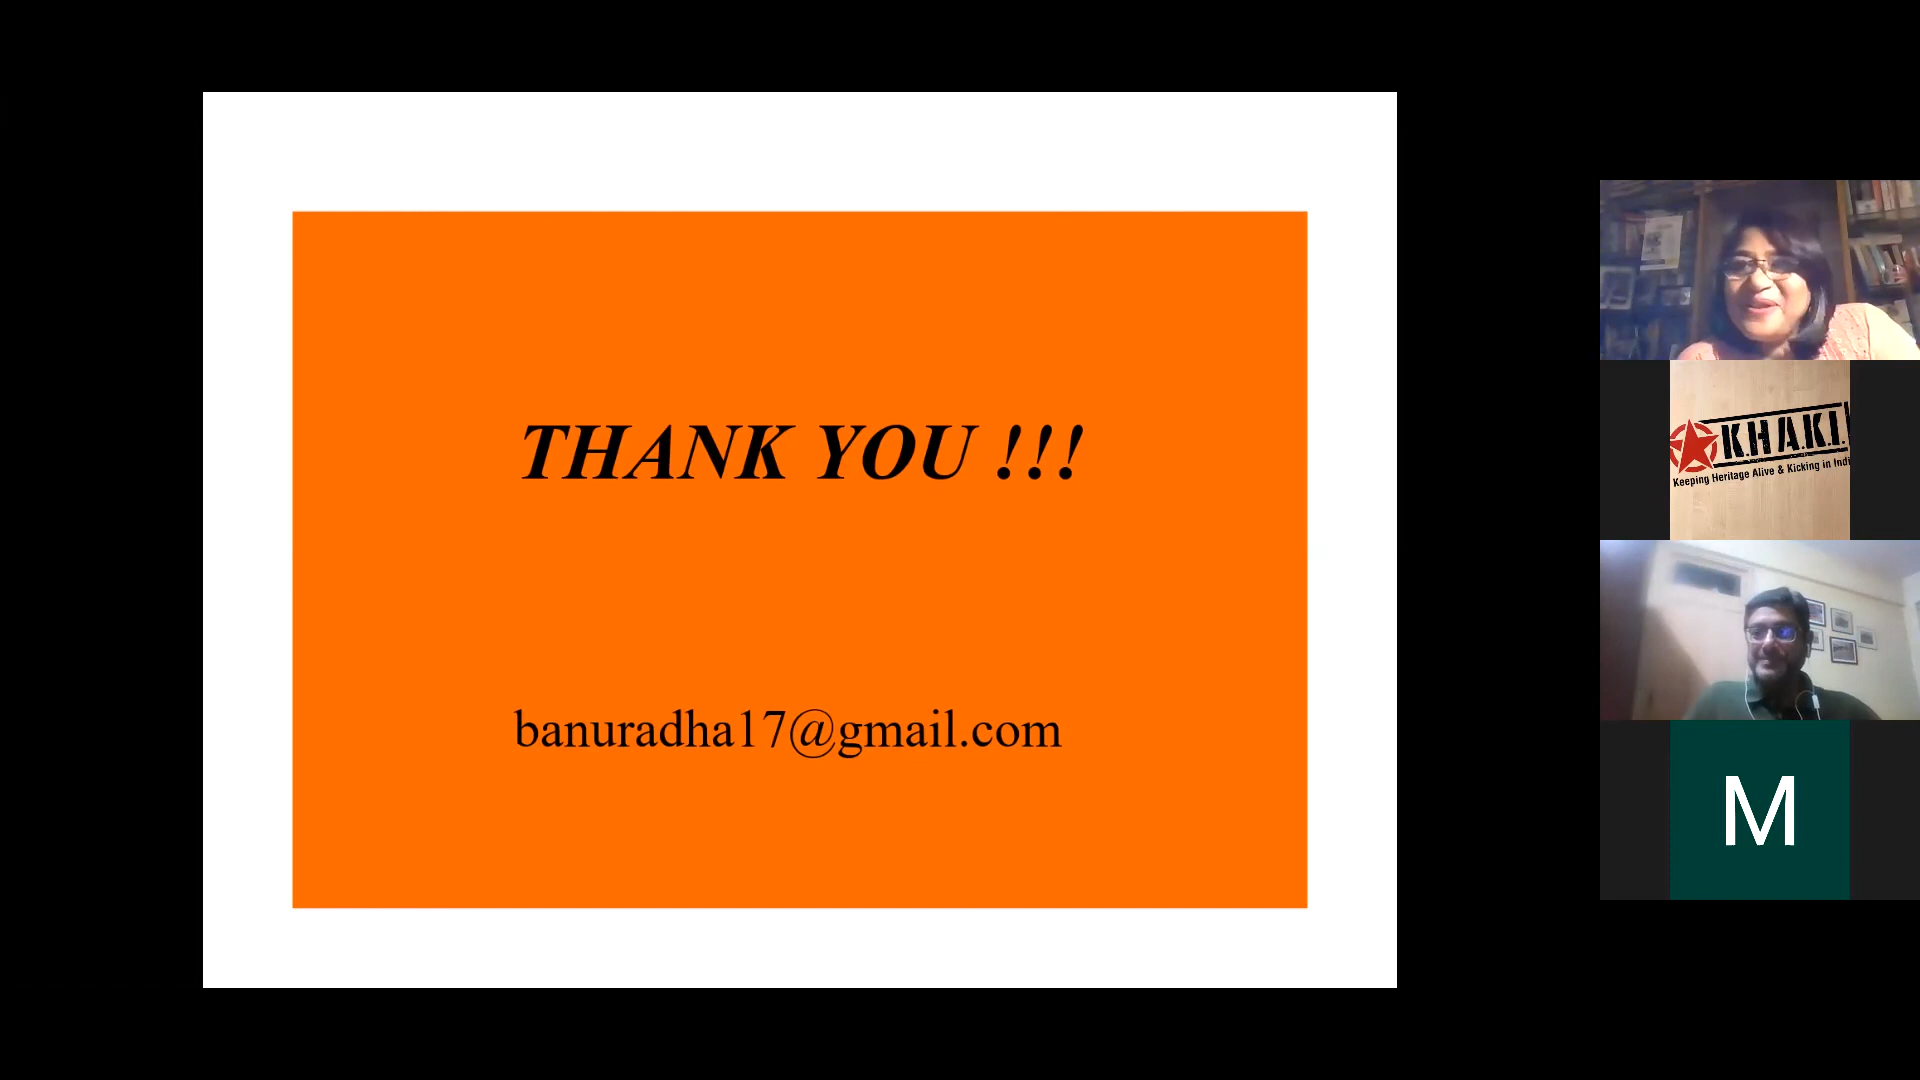 THANK YOU !!!
banuradha17@gmail.com
K.H.A.K.I.
Keeping Heritage Alive & Kicking in Indi
M